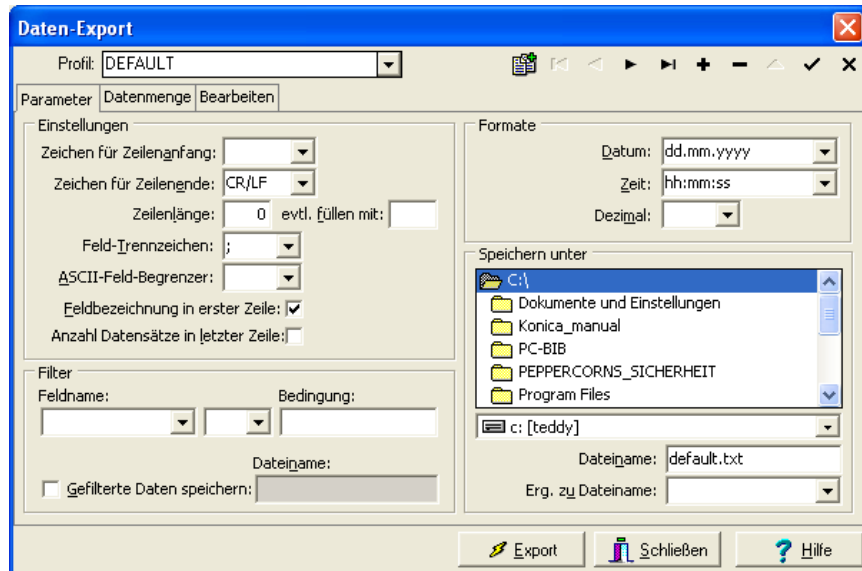 Daten-Export
Profil: DEFAULT
Parameter Datenmenge Bearbeiten
Einstellungen
Zeichen für Zeilenanfang:
Zeichen für Zeilenende: CR/LF
Zeilenlänge: 0 evtl. füllen mit:
Feld-Trennzeichen: ;
ASCII-Feld-Begrenzer:
Feldbezeichnung in erster Zeile:
Anzahl Datensätze in letzter Zeile:
Filter
Feldname: Bedingung:
Dateiname:
Gefilterte Daten speichern:
Formate
Datum: dd.mm.yyyy
Zeit: hh:mm:ss
Dezimal:
Speichern unter
C:\
Dokumente und Einstellungen
Konica_manual
PC-BIB
PEPPERCORNS_SICHERHEIT
Program Files
c: [teddy]
Dateiname: default.txt
Erg. zu Dateiname:
Export Schließen Hilfe